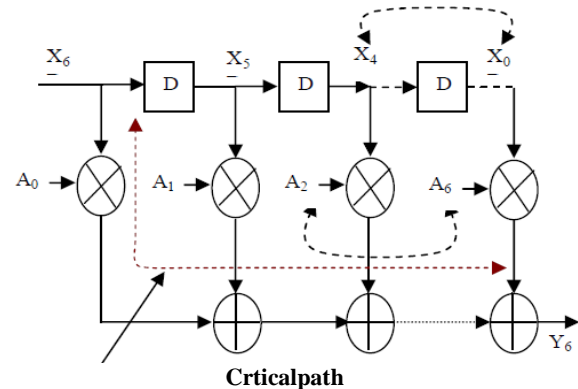 X6 X5 X4 X0
D D D
A0 A1 A2 A6
Y6
Crticalpath